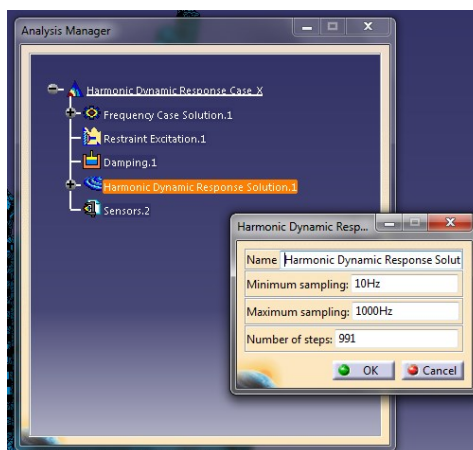 Analysis Manager
Harmonic Dynamic Response Case_X
Frequency Case Solution.1
Restraint Excitation.1
Damping.1
Harmonic Dynamic Response Solution.1
Sensors.2
Harmonic Dynamic Resp...
Name Harmonic Dynamic Response Solut
Minimum sampling: 10Hz
Maximum sampling: 1000Hz
Number of steps: 991
OK Cancel